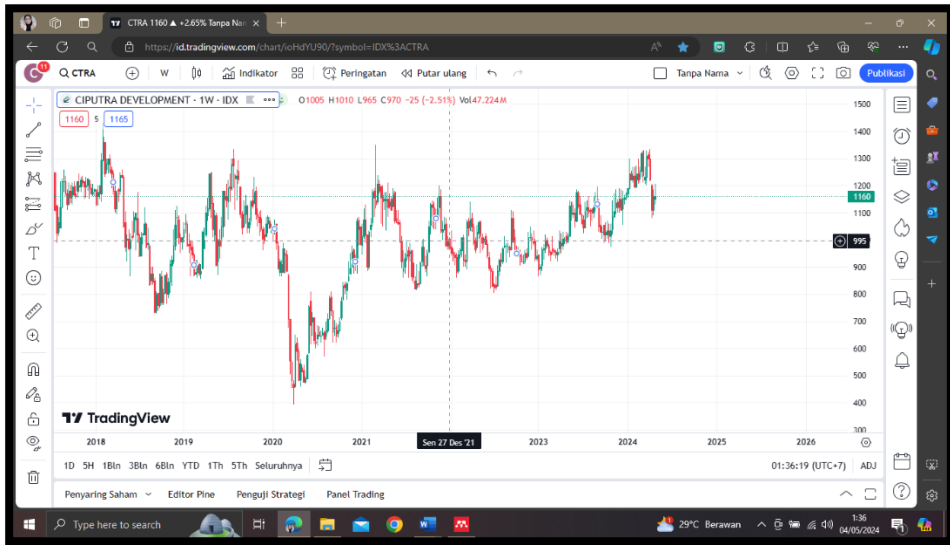 CTRA 1160 ▲ +2.65% Tanpa Nan
https://id.tradingview.com/chart/ioHdYU90/?symbol=IDX%3ACTRA
C 11
CTRA
W
Indikator
Peringatan
Putar ulang
Tanpa Nama
Publikasi
CIPUTRA DEVELOPMENT · 1W · IDX
O1005 H1010 L965 C970 -25 (-2.51%) Vol47.224M
1160 5 1165
1500
1400
1300
1200
1160
1100
995
900
800
700
600
500
400
300
TradingView
2018 2019 2020 2021 Sen 27 Des '21 2023 2024 2025 2026
1D 5H 1Bln 3Bln 6Bln YTD 1Th 5Th Seluruhnya
01:36:19 (UTC+7) ADJ
Penyaring Saham Editor Pine Penguji Strategi Panel Trading
Type here to search
29°C Berawan
1:36
04/05/2024